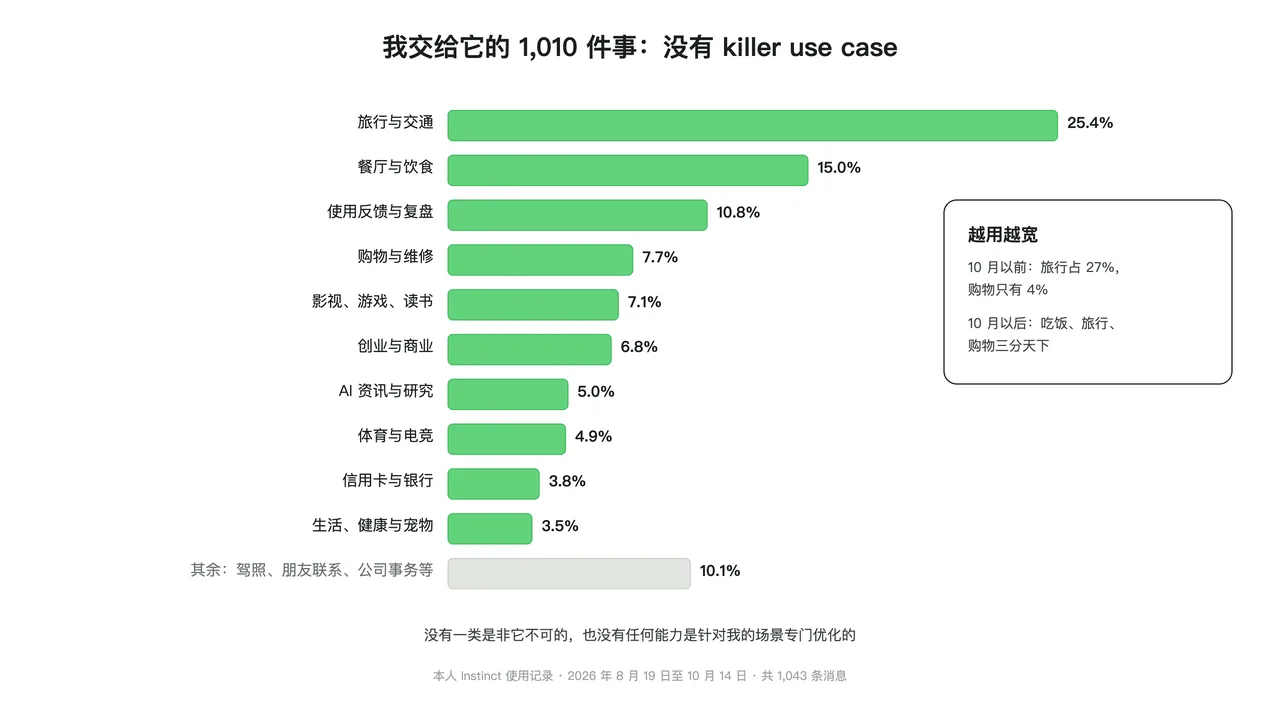 我交给它的 1,010 件事：没有 killer use case
旅行与交通 25.4%
餐厅与饮食 15.0%
使用反馈与复盘 10.8%
购物与维修 7.7%
影视、游戏、读书 7.1%
创业与商业 6.8%
AI 资讯与研究 5.0%
体育与电竞 4.9%
信用卡与银行 3.8%
生活、健康与宠物 3.5%
其余：驾照、朋友联系、公司事务等 10.1%
越用越宽
10 月以前：旅行占 27%，
购物只有 4%
10 月以后：吃饭、旅行、
购物三分天下
没有一类是非它不可的，也没有任何能力是针对我的场景专门优化的
本人 Instinct 使用记录 · 2026 年 8 月 19 日至 10 月 14 日 · 共 1,043 条消息